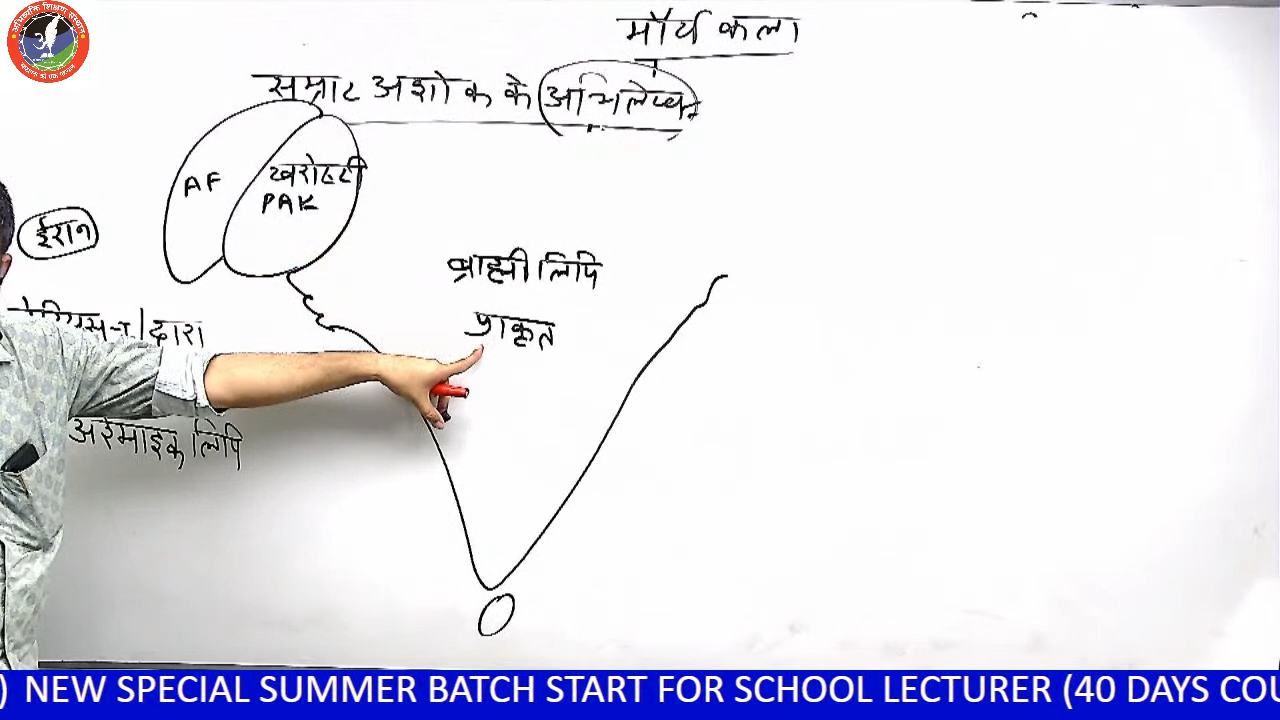 मौर्य कला
सम्राट अशोक के अभिलेख
AF
खरोष्ठी
PAK
ईरान
ब्राह्मी लिपि
प्राकृत
द्वारा
अरेमाइक लिपि
) NEW SPECIAL SUMMER BATCH START FOR SCHOOL LECTURER (40 DAYS COU